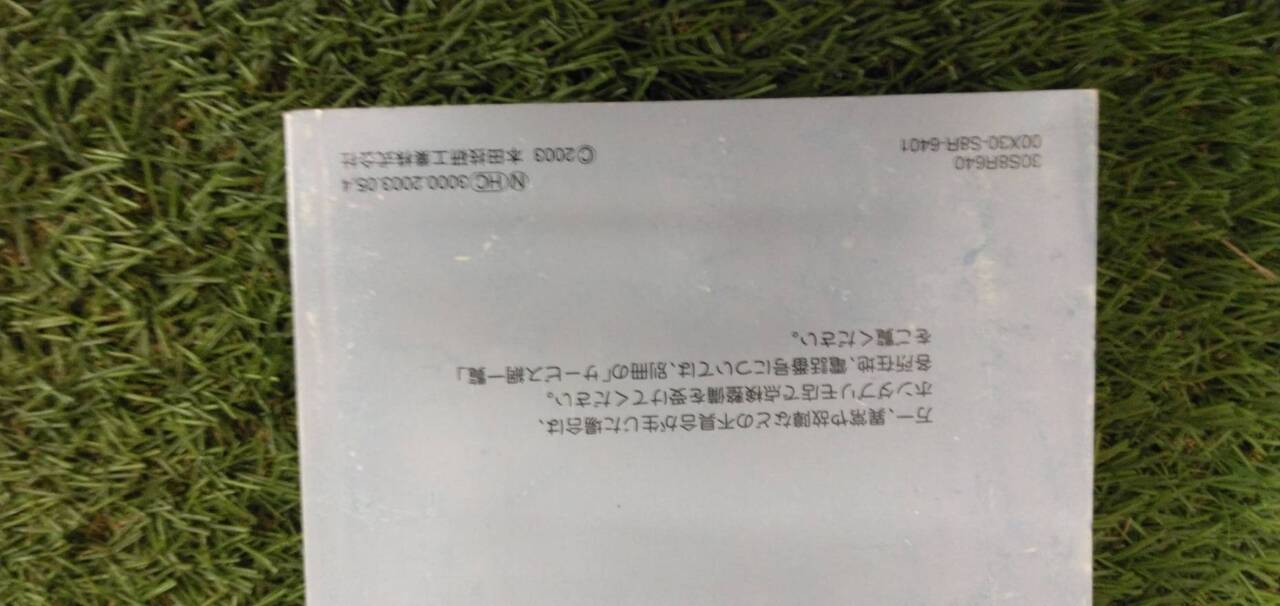 万一、異常や故障などの不具合が生じた場合は、
ホンダプリモ店で点検整備を受けてください。
各所在地、電話番号については、別冊の「サービス網一覧」
をご覧ください。
30S8R640
00X30-S8R-6401
Ⓝ HC 3000.2003.05.4
Ⓒ2003 本田技研工業株式会社